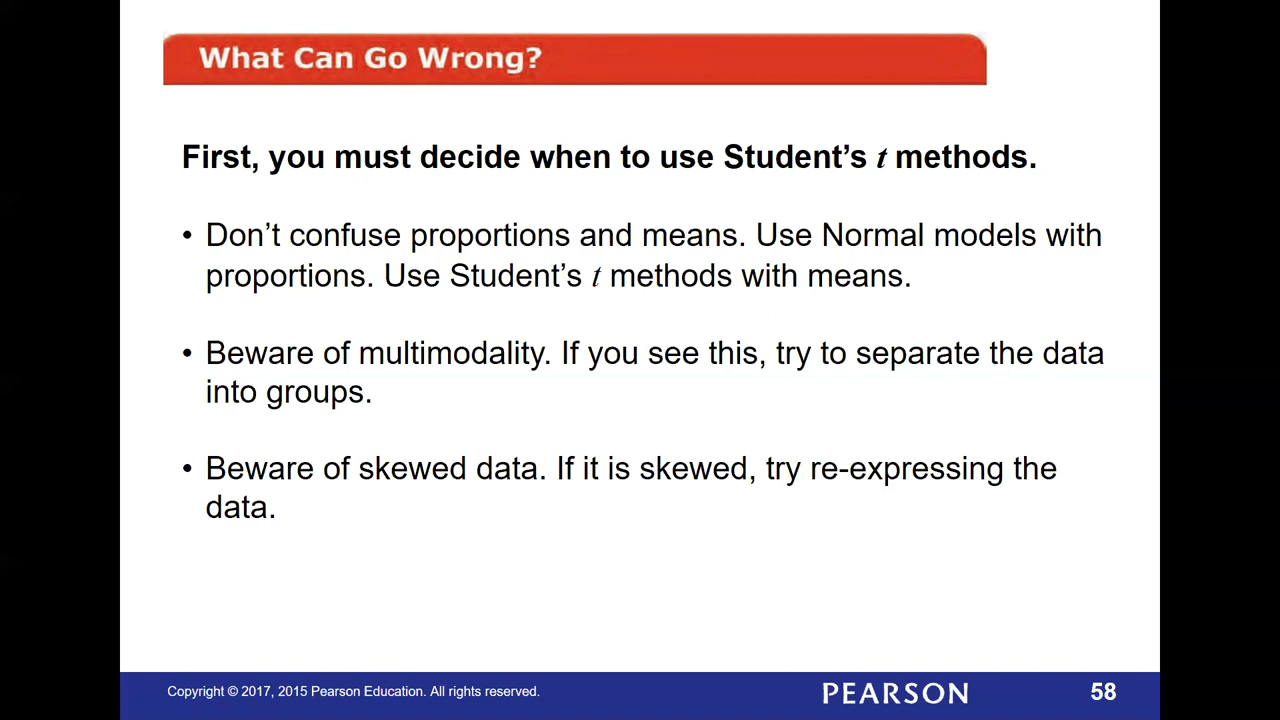 What Can Go Wrong?
First, you must decide when to use Student’s t methods.
• Don’t confuse proportions and means. Use Normal models with
proportions. Use Student’s t methods with means.
• Beware of multimodality. If you see this, try to separate the data
into groups.
• Beware of skewed data. If it is skewed, try re-expressing the
data.
Copyright © 2017, 2015 Pearson Education. All rights reserved.
PEARSON
58